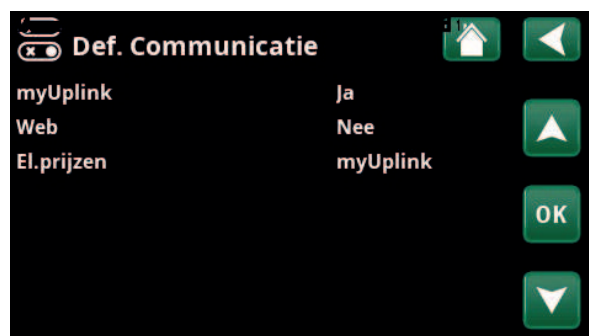 Def. Communicatie
myUplink Ja
Web Nee
El.prijzen myUplink
OK